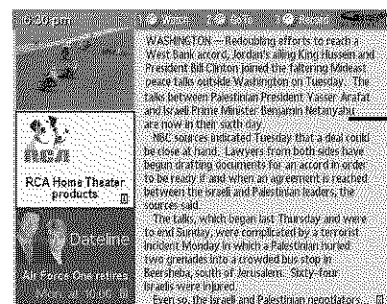 6:30 pm 1 Watch 2 GoTo 3 Record
WASHINGTON — Redoubling efforts to reach a
West Bank accord, Jordan's ailing King Hussein and
President Bill Clinton joined the faltering Mideast
peace talks outside Washington on Tuesday. The
talks between Palestinian President Yasser Arafat
and Israeli Prime Minister Benjamin Netanyahu
are now in their sixth day.
NBC sources indicated Tuesday that a deal could
be close at hand. Lawyers from both sides have
begun drafting documents for an accord in order
to be ready if and when an agreement is reached
between the Israeli and Palestinian leaders, the
sources said.
The talks, which began last Thursday and were
to end Sunday, were complicated by a terrorist
incident Monday in which a Palestinian hurled
two grenades into a crowded bus stop in
Beersheba, south of Jerusalem. Sixty-four
Israelis were injured.
Even so, the Israeli and Palestinian negotiators...
RCA
RCA Home Theater
products
Dateline
Air Force One retires